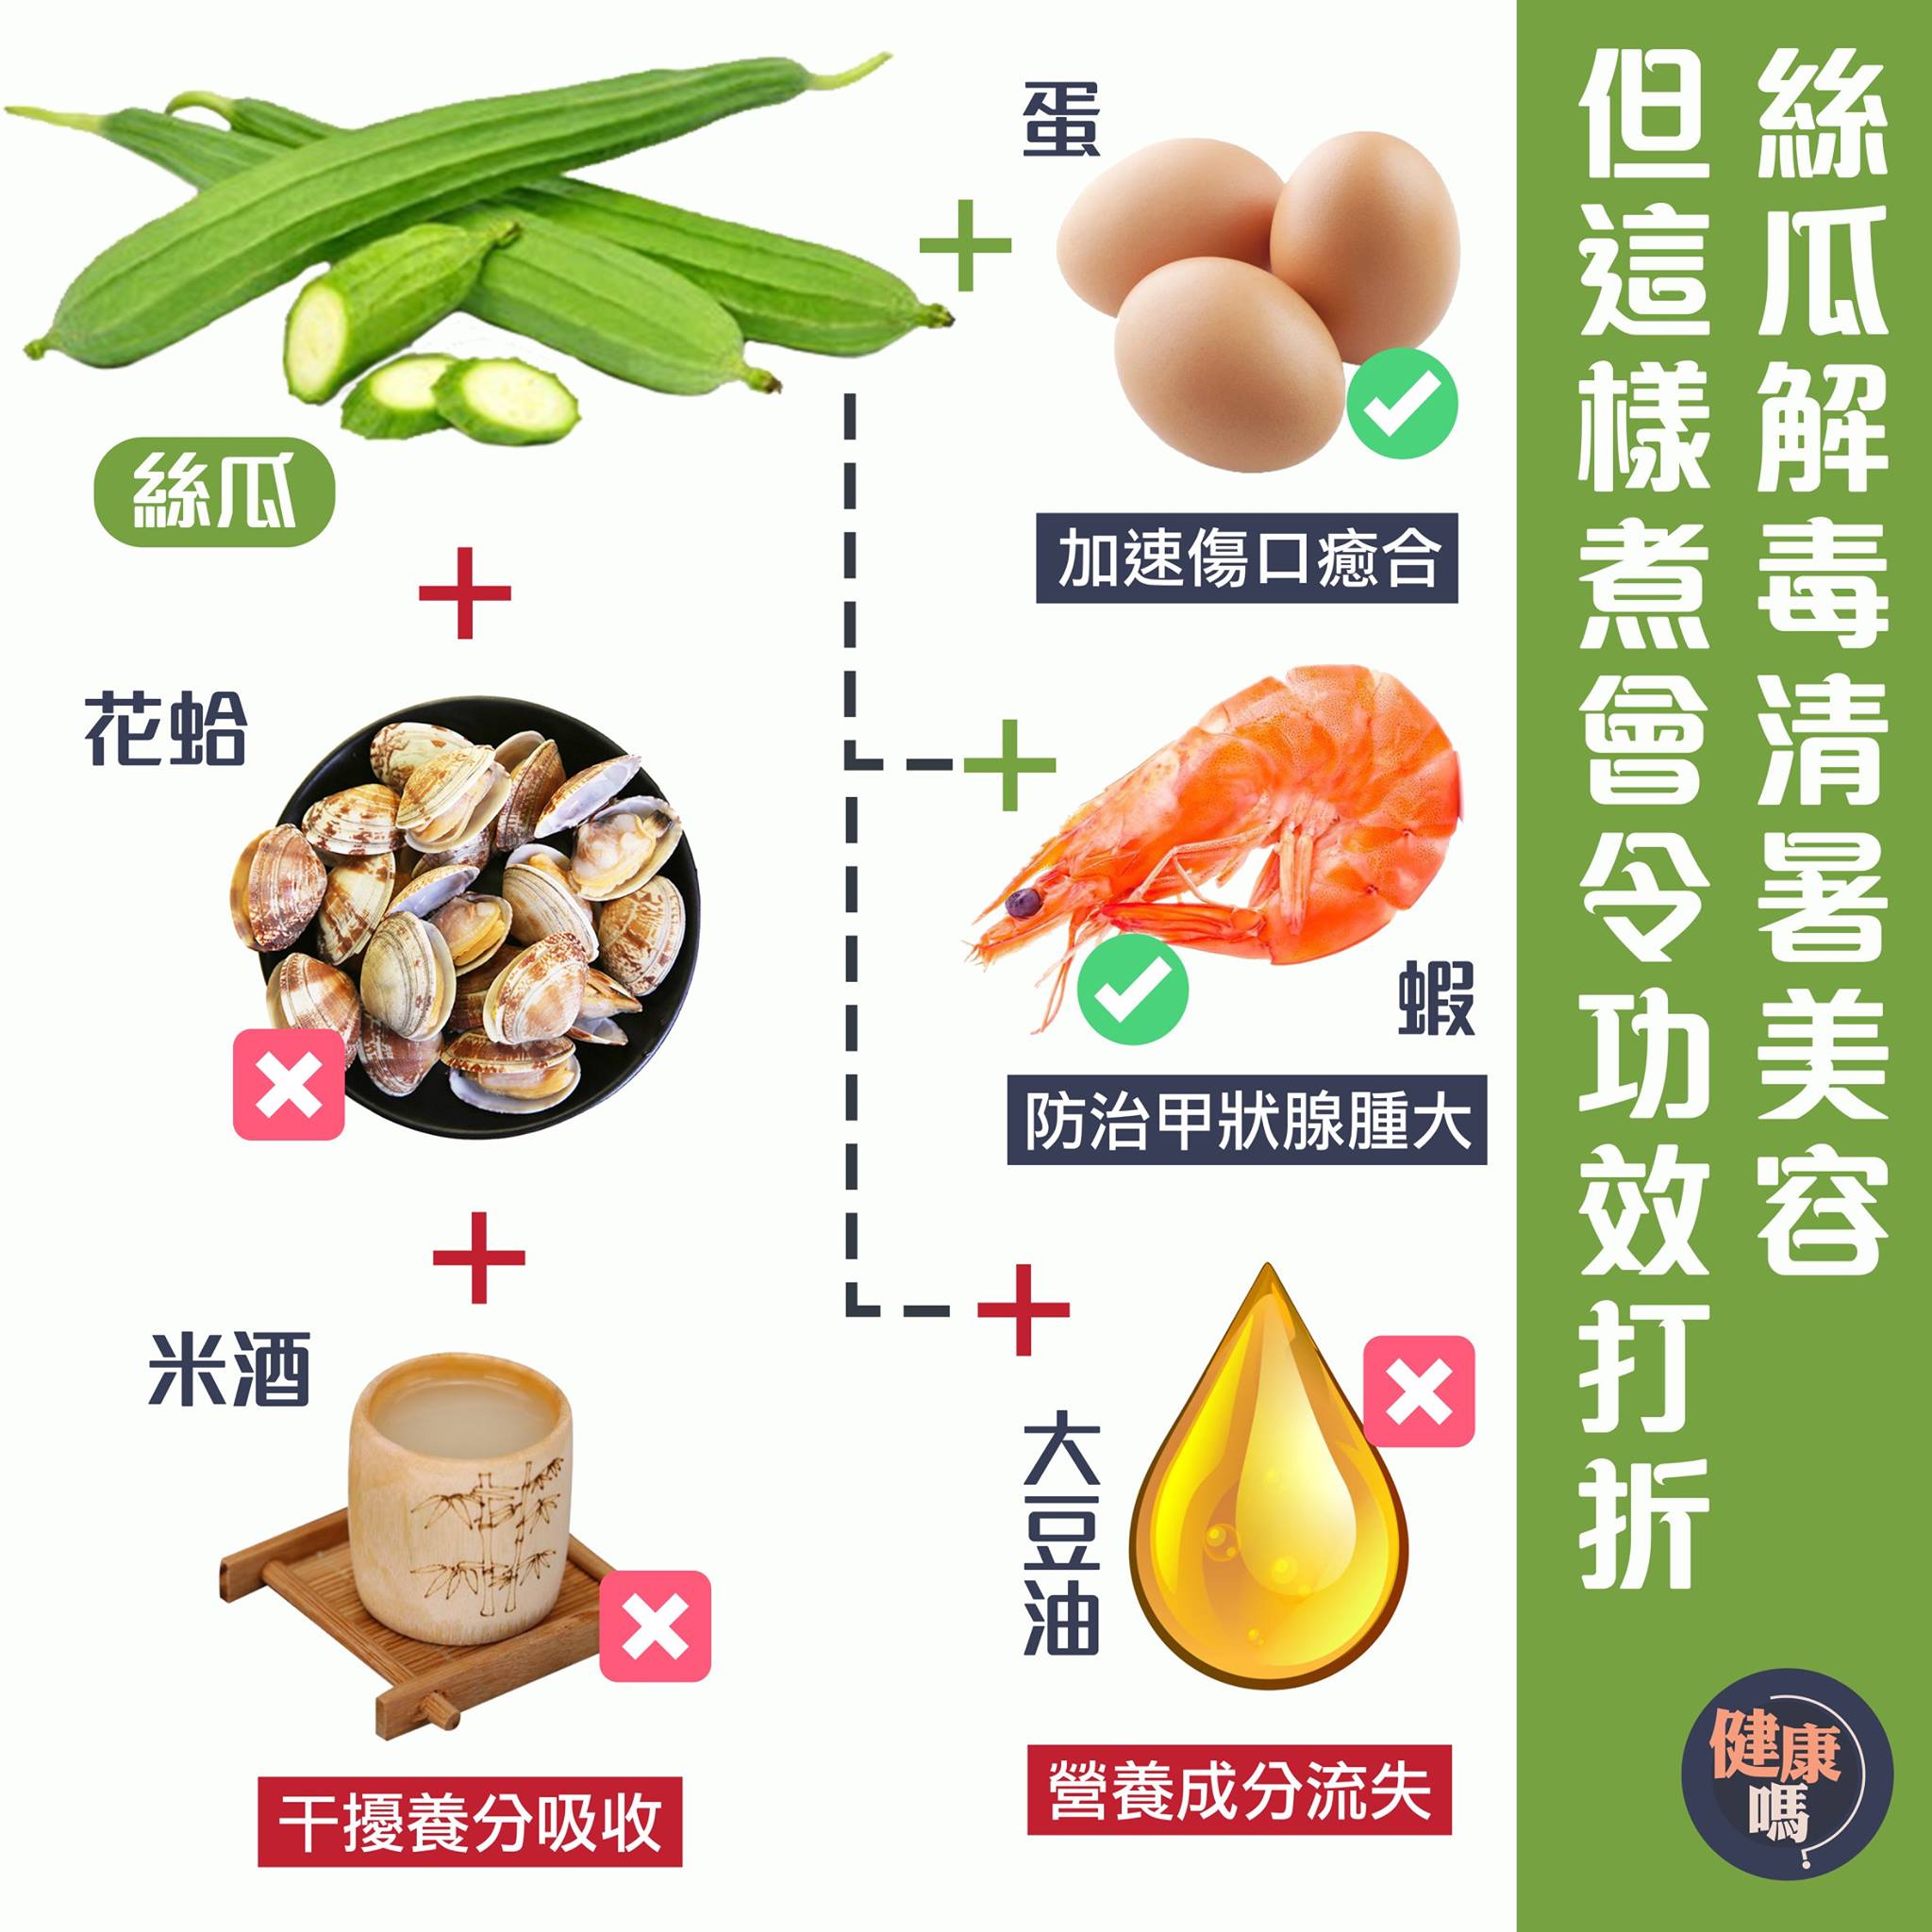 絲瓜解毒清暑美容
但這樣煮會令功效打折
絲瓜
蛋
加速傷口癒合
花蛤
蝦
防治甲狀腺腫大
米酒
干擾養分吸收
大豆油
營養成分流失
健康
嗎?